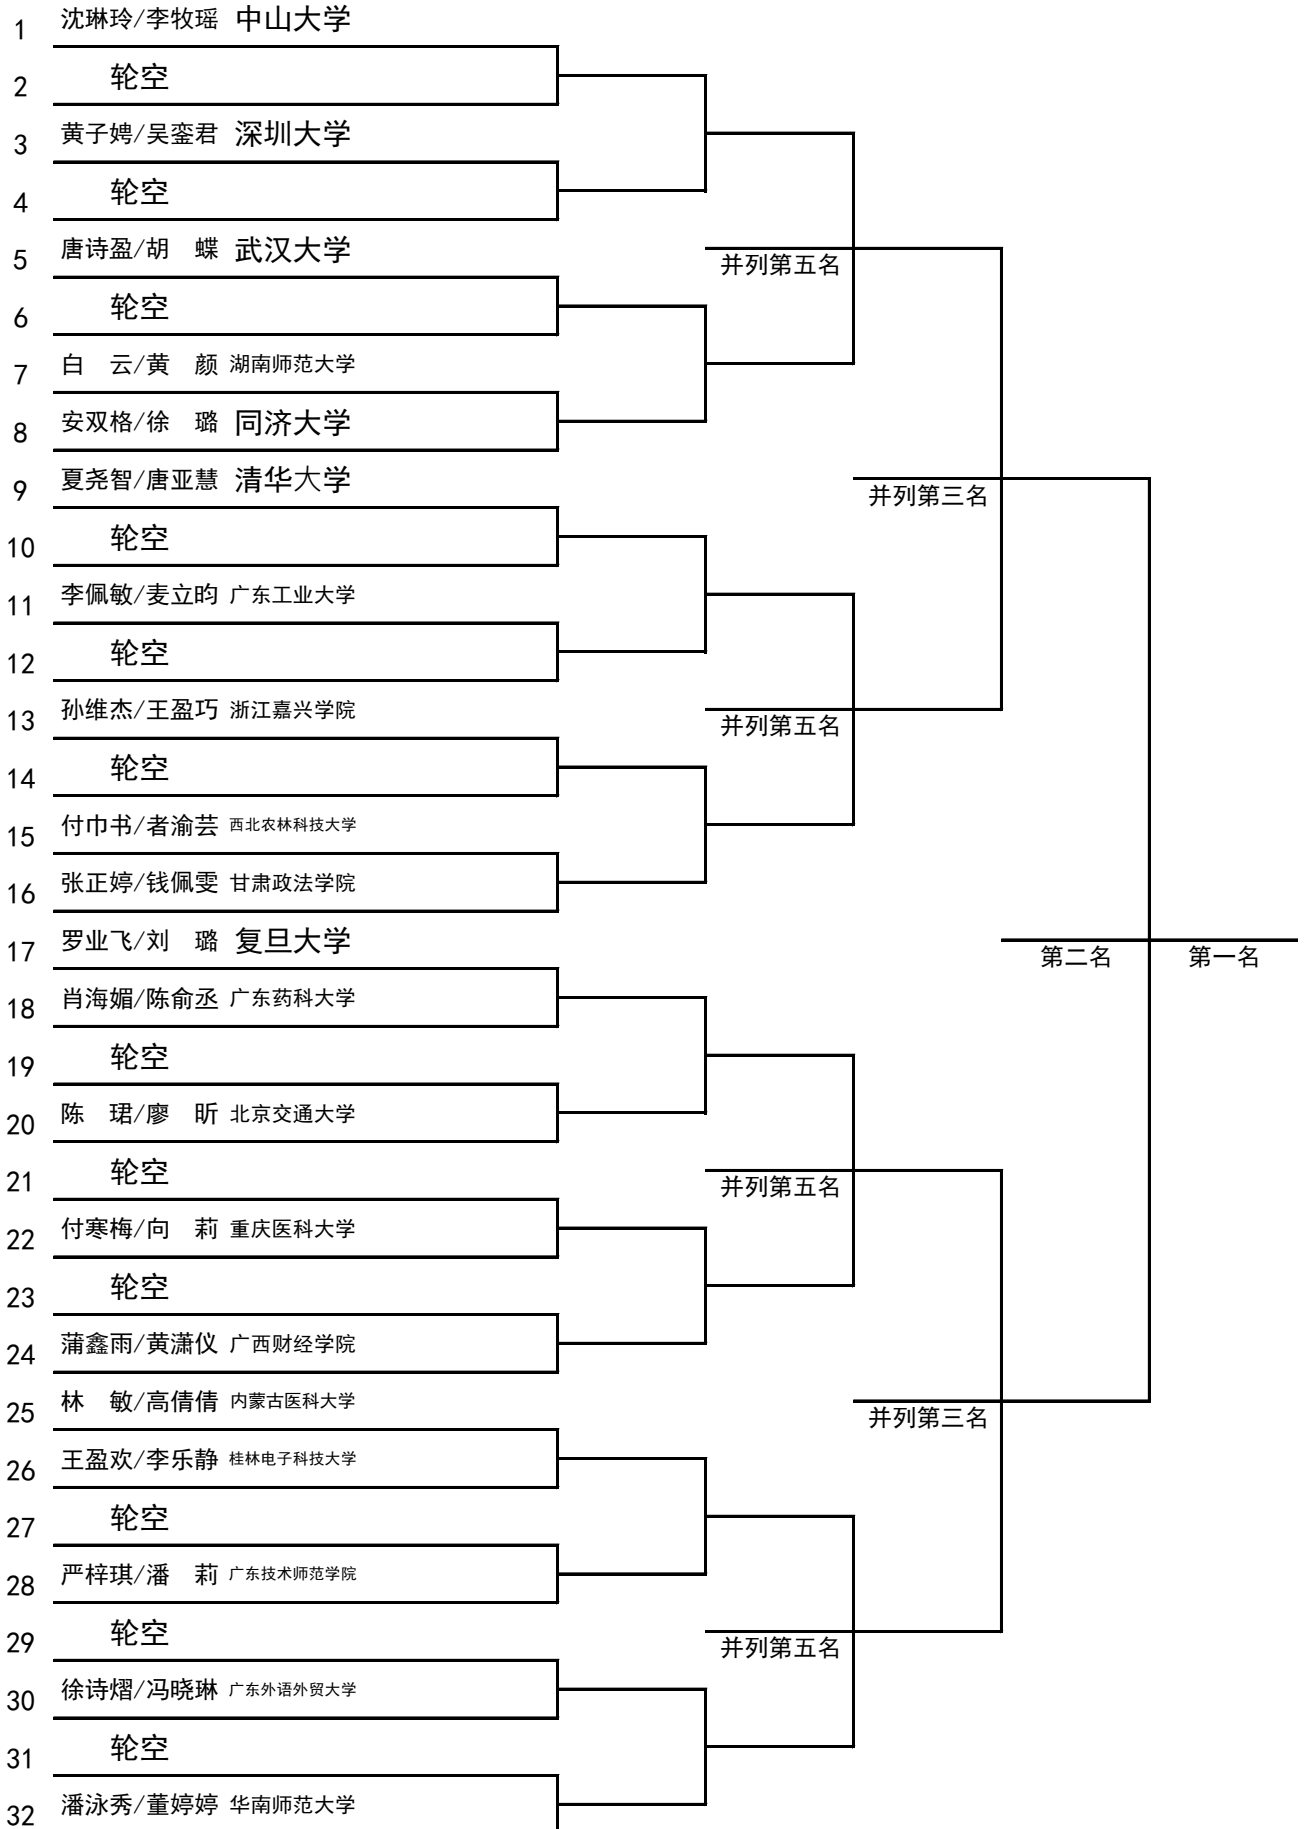 1 沈琳玲/李牧瑶 中山大学
2 轮空
3 黄子娉/吴銮君 深圳大学
4 轮空
5 唐诗盈/胡　蝶 武汉大学
并列第五名
6 轮空
7 白　云/黄　颜 湖南师范大学
8 安双格/徐　璐 同济大学
9 夏尧智/唐亚慧 清华大学
并列第三名
10 轮空
11 李佩敏/麦立昀 广东工业大学
12 轮空
13 孙维杰/王盈巧 浙江嘉兴学院
并列第五名
14 轮空
15 付巾书/者渝芸 西北农林科技大学
16 张正婷/钱佩雯 甘肃政法学院
17 罗业飞/刘　璐 复旦大学
第二名 第一名
18 肖海媚/陈俞丞 广东药科大学
19 轮空
20 陈　珺/廖　昕 北京交通大学
21 轮空
并列第五名
22 付寒梅/向　莉 重庆医科大学
23 轮空
24 蒲鑫雨/黄潇仪 广西财经学院
25 林　敏/高倩倩 内蒙古医科大学
并列第三名
26 王盈欢/李乐静 桂林电子科技大学
27 轮空
28 严梓琪/潘　莉 广东技术师范学院
29 轮空
并列第五名
30 徐诗熠/冯晓琳 广东外语外贸大学
31 轮空
32 潘泳秀/董婷婷 华南师范大学